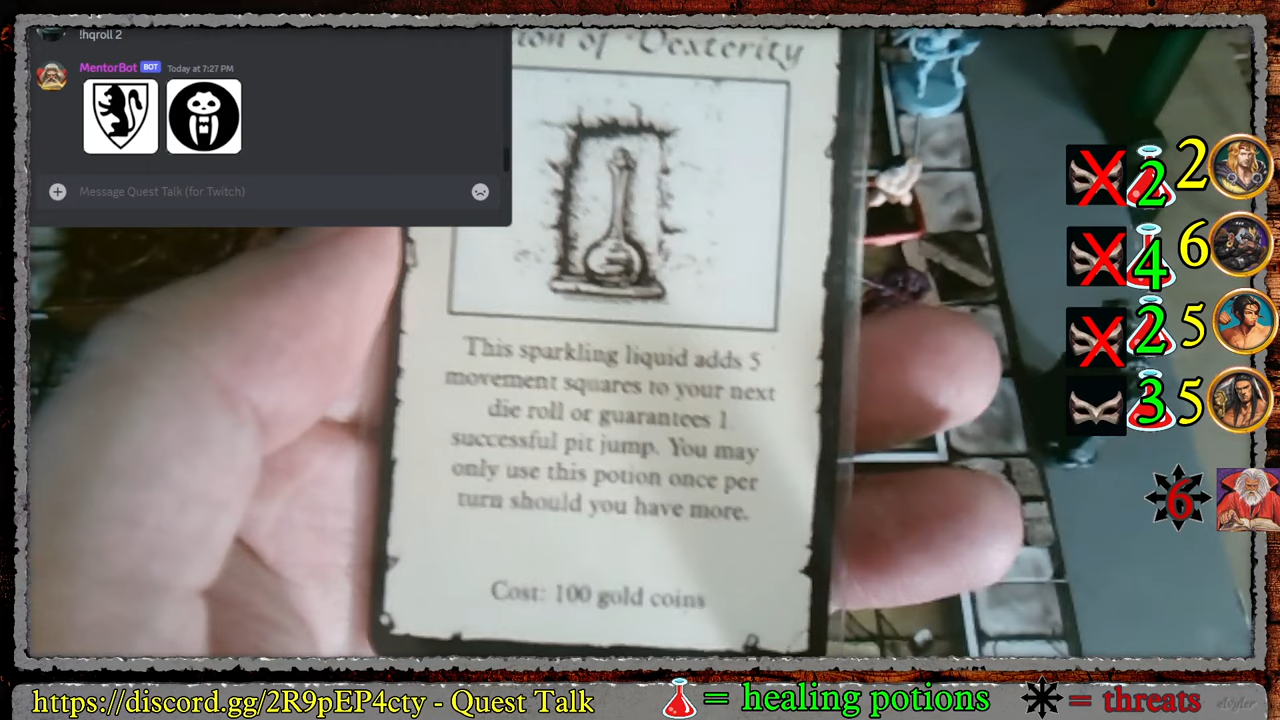 !hqroll 2
MentorBot BOT Today at 7:27 PM
Message Quest Talk (for Twitch)
of Dexterity
This sparkling liquid adds 5
movement squares to your next
die roll or guarantees 1
successful pit jump. You may
only use this potion once per
turn should you have more.
Cost: 100 gold coins
2 2
4 6
2 5
3 5
6
https://discord.gg/2R9pEP4cty - Quest Talk
= healing potions
= threats